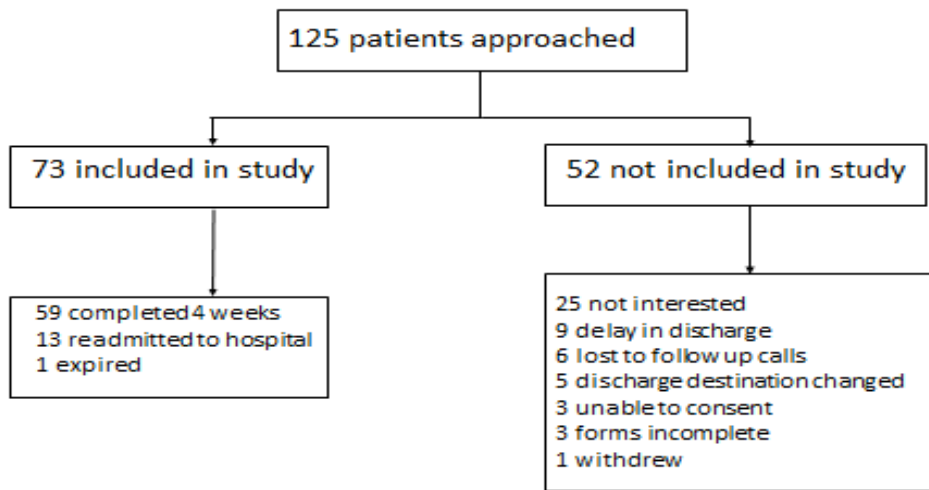 125 patients approached
73 included in study
52 not included in study
59 completed 4 weeks
13 readmitted to hospital
1 expired
25 not interested
9 delay in discharge
6 lost to follow up calls
5 discharge destination changed
3 unable to consent
3 forms incomplete
1 withdrew